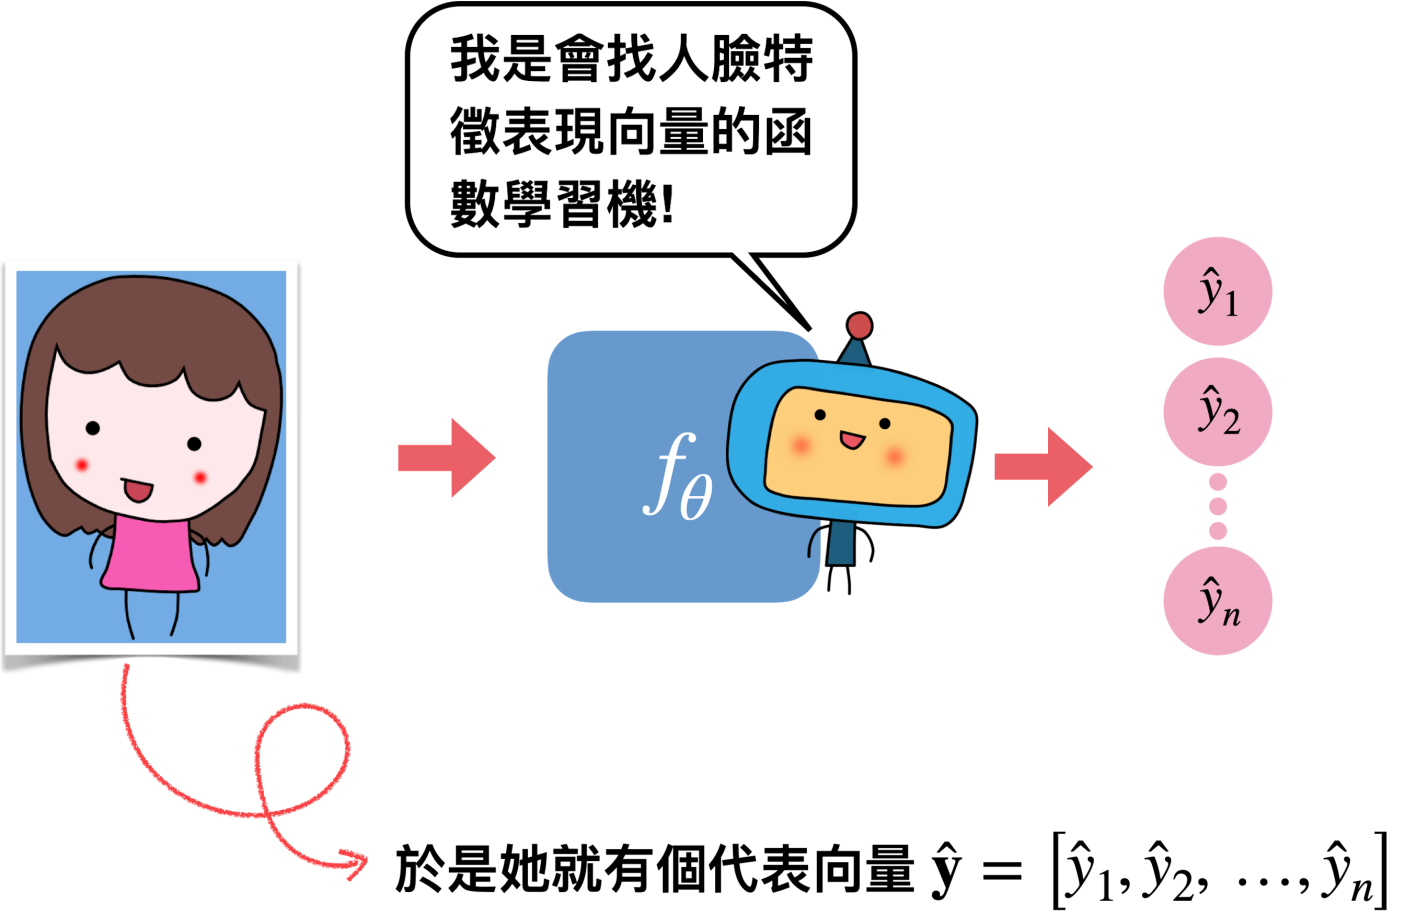 我是會找人臉特
徵表現向量的函
數學習機!
f_θ
ŷ₁
ŷ₂
ŷₙ
於是她就有個代表向量 ŷ = [ŷ₁, ŷ₂, …, ŷₙ]